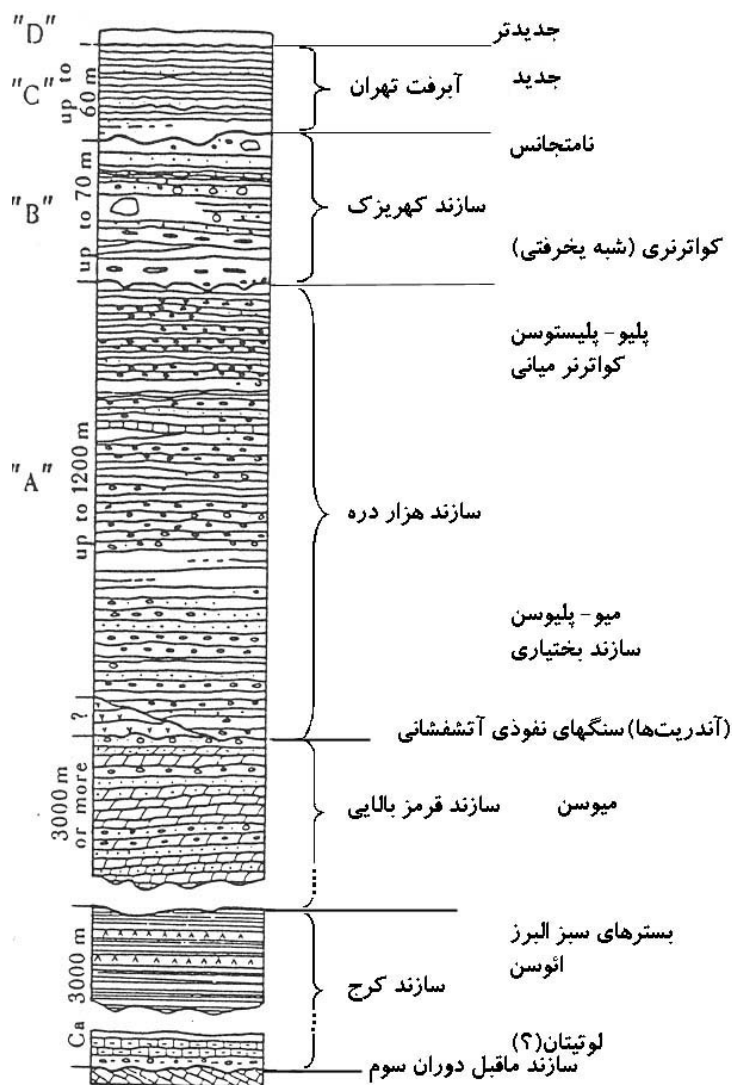 "D"
جدیدتر
"C"
up to
60 m
آبرفت تهران
جدید
نامتجانس
"B"
up to 70 m
سازند کهریزک
کواترنری (شبه یخرفتی)
پلیو - پلیستوسن
کواترنر میانی
"A"
up to 1200 m
سازند هزار دره
میو - پلیوسن
سازند بختیاری
?
(آندریت‌ها) سنگهای نفوذی آتشفشانی
3000 m
or more
سازند قرمز بالایی
میوسن
بسترهای سبز البرز
ائوسن
Ca 3000 m
سازند کرج
لوتیتان (؟)
سازند ماقبل دوران سوم